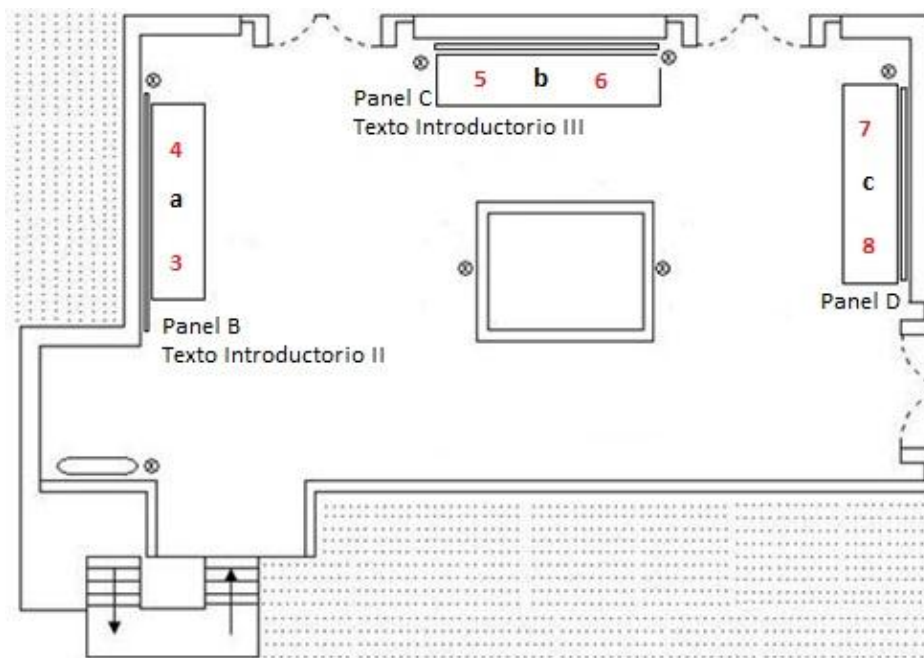 5 b 6
Panel C
Texto Introductorio III
4
a
3
Panel B
Texto Introductorio II
7
c
8
Panel D